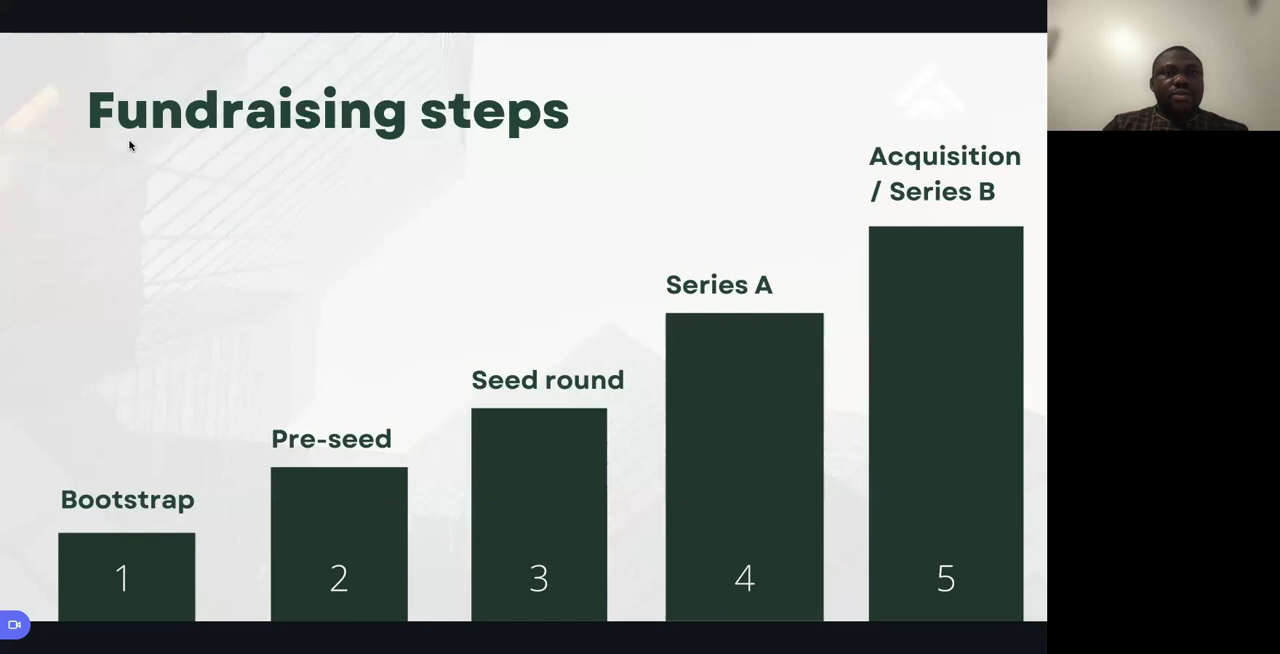 Fundraising steps
Acquisition
/ Series B
Series A
Seed round
Pre-seed
Bootstrap
1
2
3
4
5